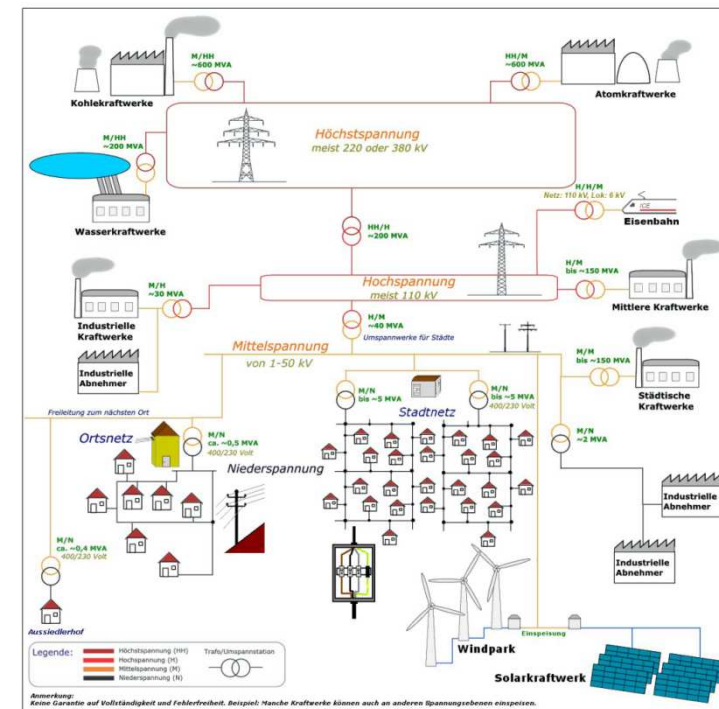 M/HH
~600 MVA
HH/M
~600 MVA
Kohlekraftwerke
Atomkraftwerke
Höchstspannung
meist 220 oder 380 kV
M/HH
~200 MVA
Wasserkraftwerke
H/H/M
Netz: 110 kV, Lok: 6 kV
ICE
Eisenbahn
HH/H
~200 MVA
Hochspannung
meist 110 kV
M/H
~30 MVA
H/M
bis ~150 MVA
Industrielle
Kraftwerke
Mittlere Kraftwerke
H/M
~40 MVA
Umspannwerke für Städte
Mittelspannung
von 1-50 kV
Industrielle
Abnehmer
M/M
bis ~150 MVA
Städtische
Kraftwerke
M/N
bis ~5 MVA
M/N
bis ~5 MVA
400/230 Volt
Stadtnetz
Freileitung zum nächsten Ort
Ortsnetz
M/N
ca. ~0,5 MVA
400/230 Volt
Niederspannung
M/N
~2 MVA
Industrielle
Abnehmer
M/N
ca. ~0,4 MVA
400/230 Volt
Industrielle
Abnehmer
Aussiedlerhof
Windpark
Einspeisung
Solarkraftwerk
Legende:
Höchstspannung (HH)
Hochspannung (H)
Mittelspannung (M)
Niederspannung (N)
Trafo/Umspannstation
Anmerkung:
Keine Garantie auf Vollständigkeit und Fehlerfreiheit. Beispiel: Manche Kraftwerke können auch an anderen Spannungsebenen einspeisen.